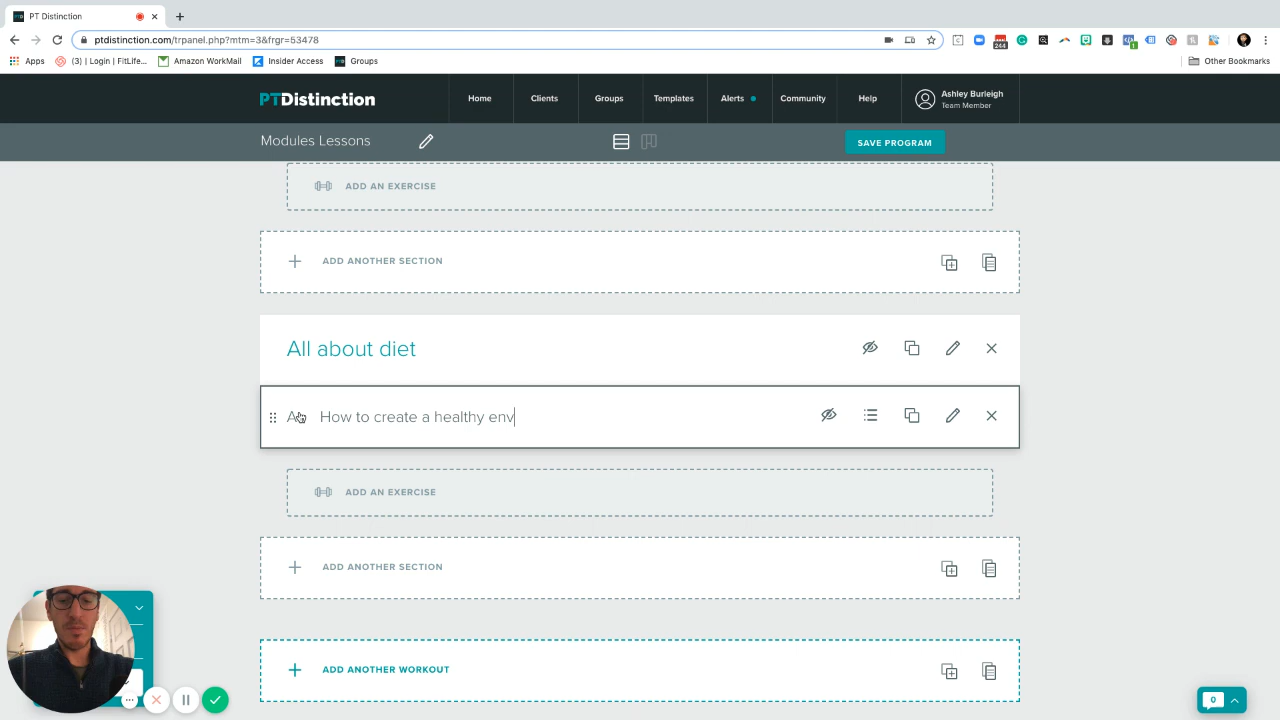 PT Distinction
ptdistinction.com/trpanel.php?mtm=3&frgr=53478
244
1
Apps
(3) | Login | FitLife...
Amazon WorkMail
Insider Access
Groups
Other Bookmarks
PTDistinction
Home
Clients
Groups
Templates
Alerts
Community
Help
Ashley Burleigh
Team Member
Modules Lessons
SAVE PROGRAM
ADD AN EXERCISE
ADD ANOTHER SECTION
All about diet
A
How to create a healthy env
ADD AN EXERCISE
ADD ANOTHER SECTION
ADD ANOTHER WORKOUT
0